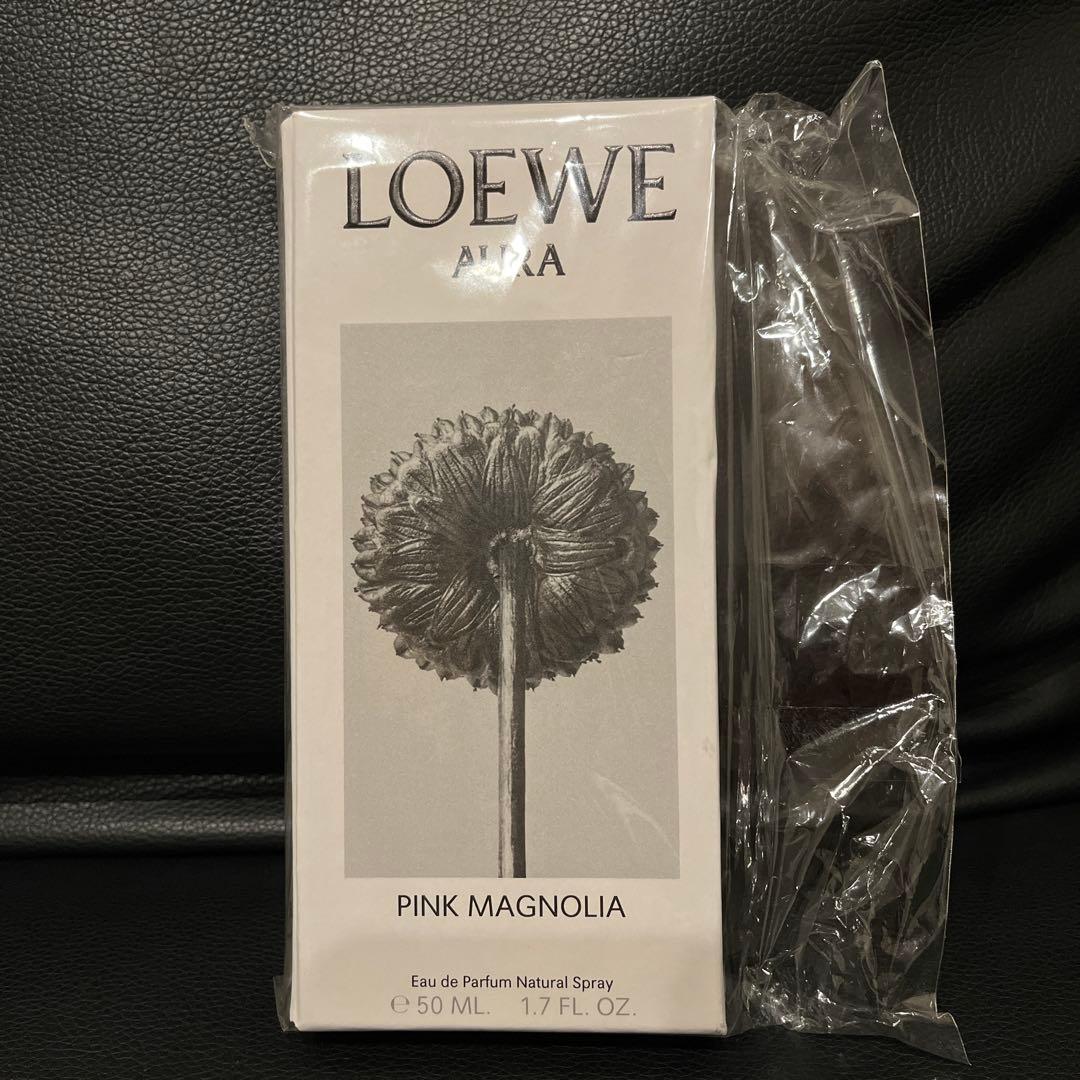 LOEWE
AURA
PINK MAGNOLIA
Eau de Parfum Natural Spray
℮ 50 ML. 1.7 FL. OZ.